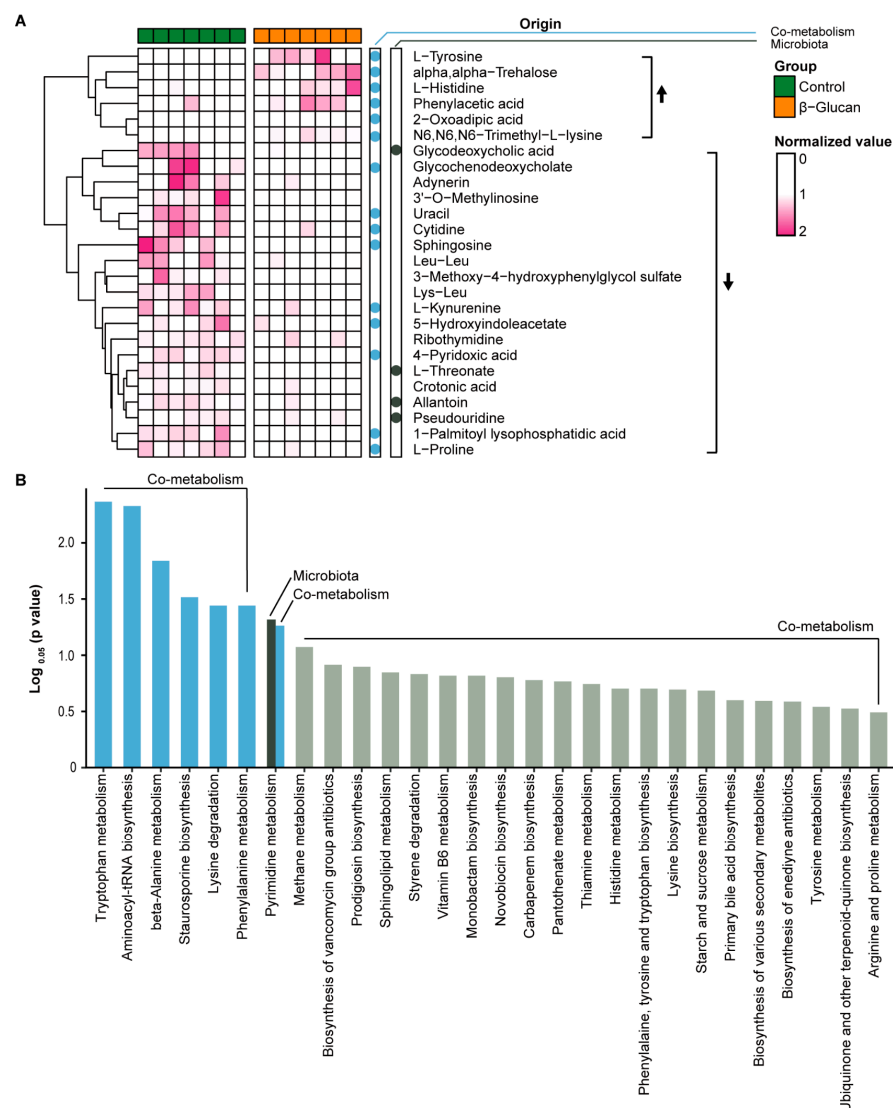 A
Origin
Co-metabolism
Microbiota
L-Tyrosine
alpha,alpha-Trehalose
L-Histidine
Phenylacetic acid
2-Oxoadipic acid
N6,N6,N6-Trimethyl-L-lysine
Glycodeoxycholic acid
Glycochenodeoxycholate
Adynerin
3'-O-Methylinosine
Uracil
Cytidine
Sphingosine
Leu-Leu
3-Methoxy-4-hydroxyphenylglycol sulfate
Lys-Leu
L-Kynurenine
5-Hydroxyindoleacetate
Ribothymidine
4-Pyridoxic acid
L-Threonate
Crotonic acid
Allantoin
Pseudouridine
1-Palmitoyl lysophosphatidic acid
L-Proline
Group
Control
β-Glucan
Normalized value
0
1
2
B
Co-metabolism
Microbiota
Co-metabolism
Co-metabolism
Log 0.05 (p value)
2.0
1.5
1.0
0.5
0
Tryptophan metabolism
Aminoacyl-tRNA biosynthesis
beta-Alanine metabolism
Staurosporine biosynthesis
Lysine degradation
Phenylalanine metabolism
Pyrimidine metabolism
Methane metabolism
Biosynthesis of vancomycin group antibiotics
Prodigiosin biosynthesis
Sphingolipid metabolism
Styrene degradation
Vitamin B6 metabolism
Monobactam biosynthesis
Novobiocin biosynthesis
Carbapenem biosynthesis
Pantothenate metabolism
Thiamine metabolism
Histidine metabolism
Phenylalaine, tyrosine and tryptophan biosynthesis
Lysine biosynthesis
Starch and sucrose metabolism
Primary bile acid biosynthesis
Biosynthesis of various secondary metabolites
Biosynthesis of enediyne antibiotics
Tyrosine metabolism
Ubiquinone and other terpenoid-quinone biosynthesis
Arginine and proline metabolism